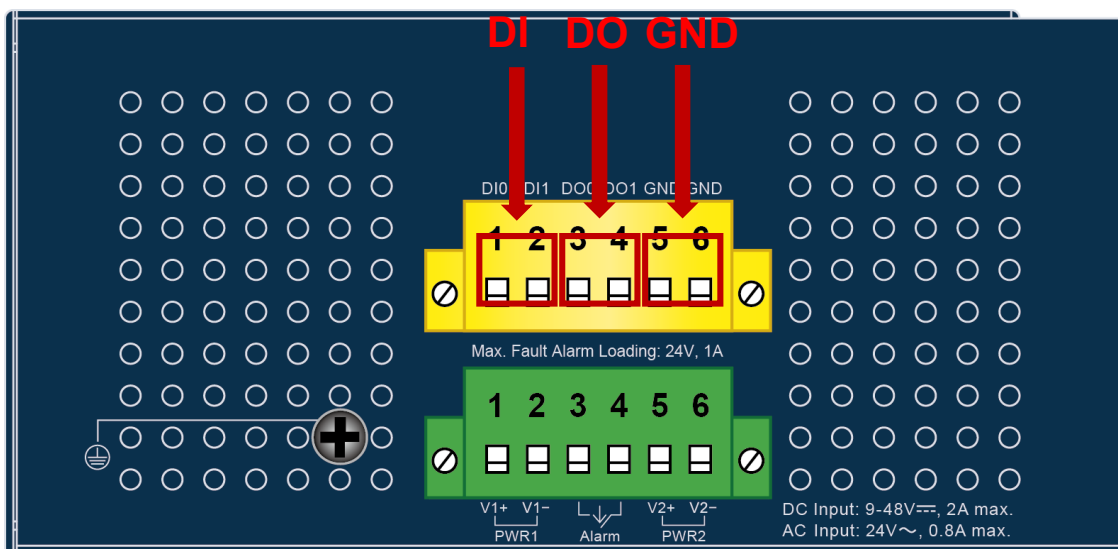 DI DO GND
DI0 DI1 DO0 DO1 GND GND
1 2 3 4 5 6
Max. Fault Alarm Loading: 24V, 1A
1 2 3 4 5 6
V1+ V1− V2+ V2−
PWR1 Alarm PWR2
DC Input: 9-48V⎓, 2A max.
AC Input: 24V～, 0.8A max.